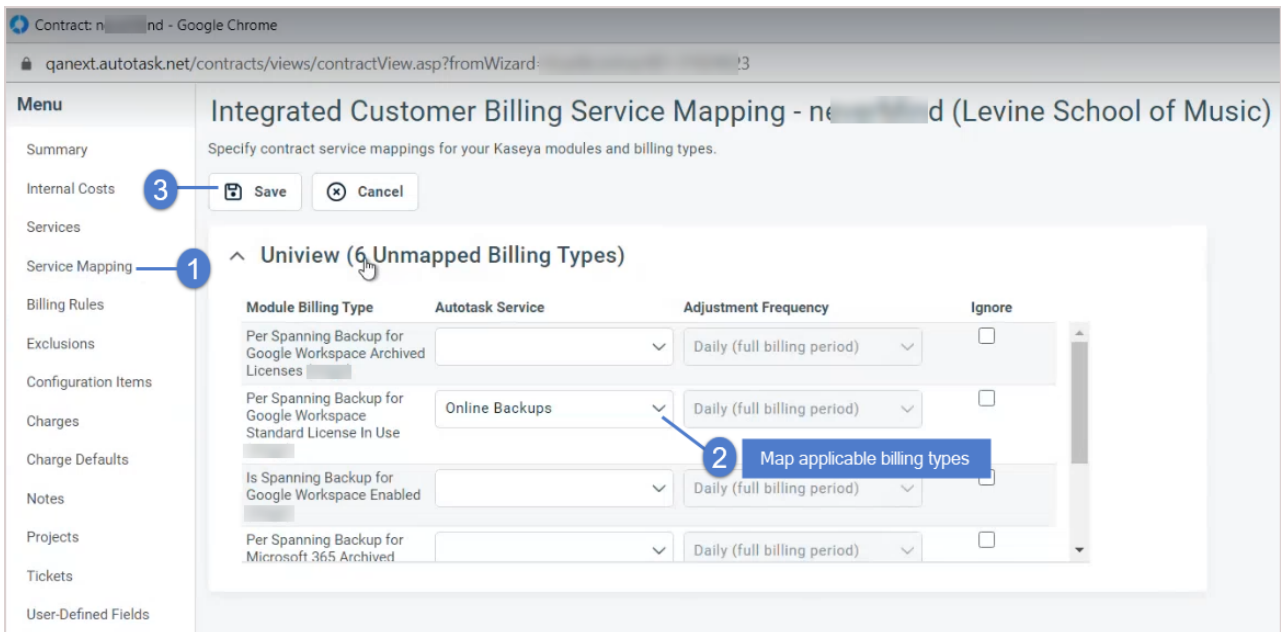 Contract: n nd - Google Chrome
qanext.autotask.net/contracts/views/contractView.asp?fromWizard= 23
Menu
Integrated Customer Billing Service Mapping - ne d (Levine School of Music)
Summary
Specify contract service mappings for your Kaseya modules and billing types.
Internal Costs
3
Save
Cancel
Services
Service Mapping
1
Uniview (6 Unmapped Billing Types)
Billing Rules
Module Billing Type Autotask Service Adjustment Frequency Ignore
Exclusions
Per Spanning Backup for
Google Workspace Archived
Licenses
Daily (full billing period)
Configuration Items
Per Spanning Backup for
Google Workspace
Standard License In Use
Online Backups
Daily (full billing period)
Charges
Charge Defaults
2
Map applicable billing types
Is Spanning Backup for
Google Workspace Enabled
Daily (full billing period)
Notes
Projects
Per Spanning Backup for
Microsoft 365 Archived
Daily (full billing period)
Tickets
User-Defined Fields